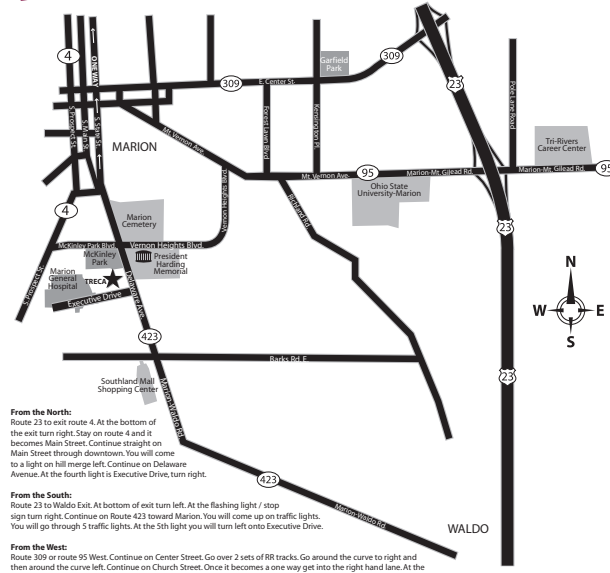 4
ONE WAY
S. Prospect St.
S. Main St.
S. State St.
309
E. Center St.
Garfield
Park
309
23
Pole Lane Road
Tri-Rivers
Career Center
MARION
Mt. Vernon Ave.
Forest Lawn Blvd
Kensington Pl.
Mt. Vernon Ave.
95
Marion-Mt. Gilead Rd.
Marion-Mt. Gilead Rd.
95
Ohio State
University-Marion
4
Marion
Cemetery
Vernon Heights Blvd.
Richland Rd.
23
McKinley Park Blvd.
Vernon Heights Blvd.
McKinley
Park
President
Harding
Memorial
Marion
General
Hospital
TRECA
Executive Drive
S. Prospect St.
Delaware Ave.
N
W
E
S
423
Barks Rd. E
23
Southland Mall
Shopping Center
Marion-Waldo Rd.
423
Marion-Waldo Rd.
WALDO
From the North:
Route 23 to exit route 4. At the bottom of
the exit turn right. Stay on route 4 and it
becomes Main Street. Continue straight on
Main Street through downtown. You will come
to a light on hill merge left. Continue on Delaware
Avenue. At the fourth light is Executive Drive, turn right.
From the South:
Route 23 to Waldo Exit. At bottom of exit turn left. At the flashing light / stop
sign turn right. Continue on Route 423 toward Marion. You will come up on traffic lights.
You will go through 5 traffic lights. At the 5th light you will turn left onto Executive Drive.
From the West:
Route 309 or route 95 West. Continue on Center Street. Go over 2 sets of RR tracks. Go around the curve to right and
then around the curve left. Continue on Church Street. Once it becomes a one way get into the right hand lane. At the